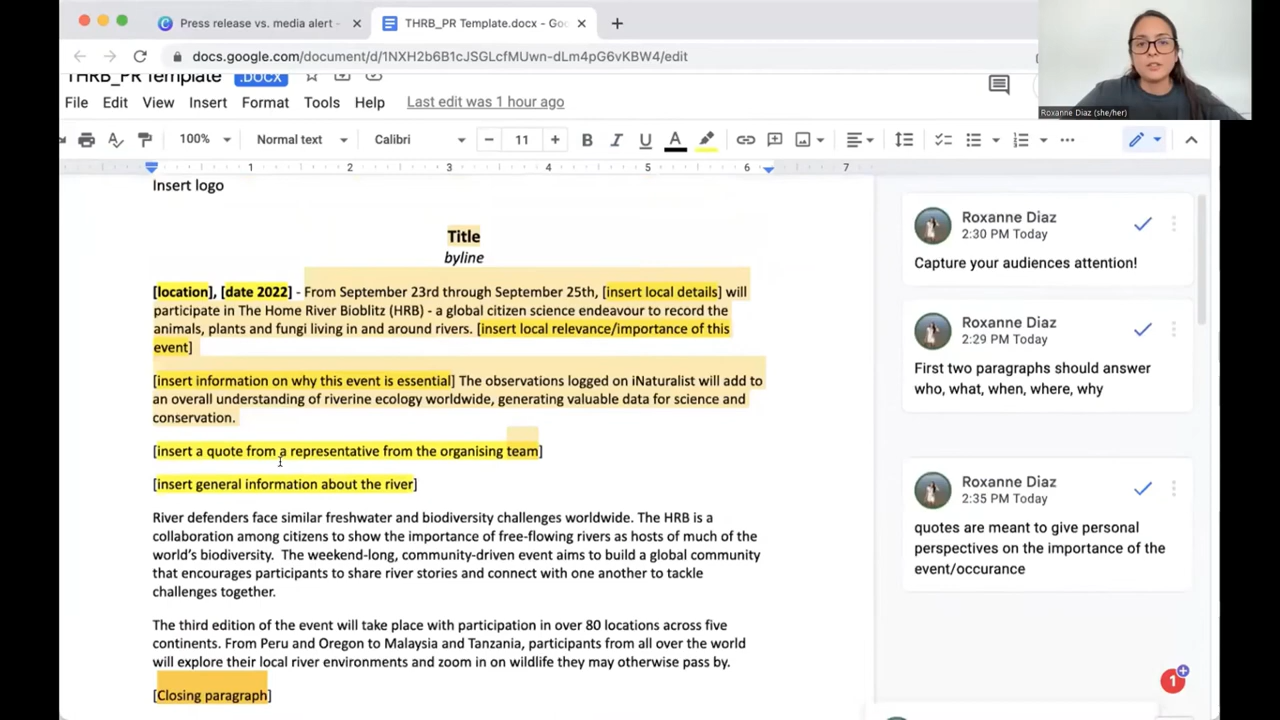 Press release vs. media alert -
THRB_PR Template.docx - Goo
docs.google.com/document/d/1NXH2b6B1cJSGLcfMUwn-dLm4pG6vKBW4/edit
THRB_PR Template .DOCX
File Edit View Insert Format Tools Help Last edit was 1 hour ago
100% Normal text Calibri 11 B I U A
1 2 3 4 5 6 7
Roxanne Diaz (she/her)
Insert logo
Title
byline
[location], [date 2022] - From September 23rd through September 25th, [insert local details] will
participate in The Home River Bioblitz (HRB) - a global citizen science endeavour to record the
animals, plants and fungi living in and around rivers. [insert local relevance/importance of this
event]
[insert information on why this event is essential] The observations logged on iNaturalist will add to
an overall understanding of riverine ecology worldwide, generating valuable data for science and
conservation.
[insert a quote from a representative from the organising team]
[insert general information about the river]
River defenders face similar freshwater and biodiversity challenges worldwide. The HRB is a
collaboration among citizens to show the importance of free-flowing rivers as hosts of much of the
world's biodiversity.  The weekend-long, community-driven event aims to build a global community
that encourages participants to share river stories and connect with one another to tackle
challenges together.
The third edition of the event will take place with participation in over 80 locations across five
continents. From Peru and Oregon to Malaysia and Tanzania, participants from all over the world
will explore their local river environments and zoom in on wildlife they may otherwise pass by.
[Closing paragraph]
Roxanne Diaz
2:30 PM Today
Capture your audiences attention!
Roxanne Diaz
2:29 PM Today
First two paragraphs should answer
who, what, when, where, why
Roxanne Diaz
2:35 PM Today
quotes are meant to give personal
perspectives on the importance of the
event/occurance
1